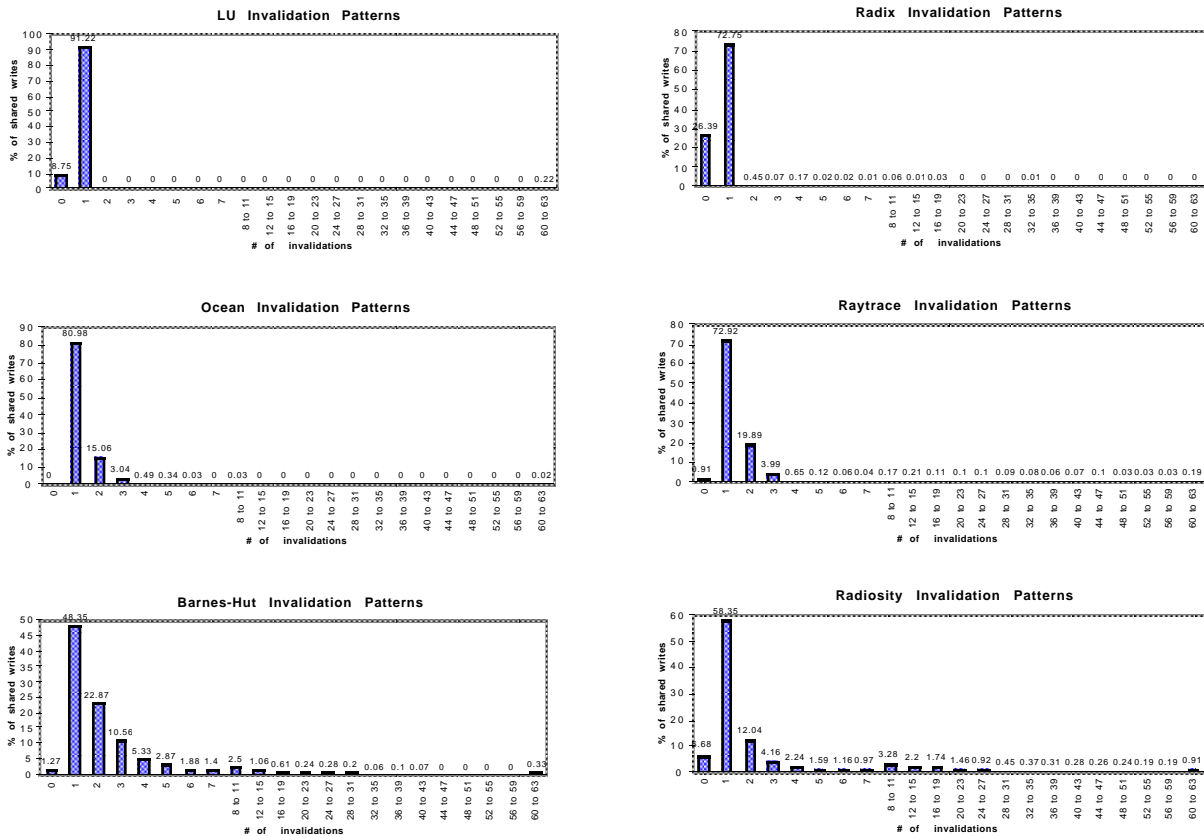 LU Invalidation Patterns
% of shared writes
100
90
80
70
60
50
40
30
20
10
0
8.75 91.22 0 0 0 0 0 0 0 0 0 0 0 0 0 0 0 0 0 0 0 0.22
0 1 2 3 4 5 6 7 8 to 11 12 to 15 16 to 19 20 to 23 24 to 27 28 to 31 32 to 35 36 to 39 40 to 43 44 to 47 48 to 51 52 to 55 56 to 59 60 to 63
# of invalidations
Radix Invalidation Patterns
% of shared writes
80
70
60
50
40
30
20
10
0
26.39 72.75 0.45 0.07 0.17 0.02 0.02 0.01 0.06 0.01 0.03 0 0 0 0.01 0 0 0 0 0 0 0
0 1 2 3 4 5 6 7 8 to 11 12 to 15 16 to 19 20 to 23 24 to 27 28 to 31 32 to 35 36 to 39 40 to 43 44 to 47 48 to 51 52 to 55 56 to 59 60 to 63
# of invalidations
Ocean Invalidation Patterns
% of shared writes
90
80
70
60
50
40
30
20
10
0
0 80.98 15.06 3.04 0.49 0.34 0.03 0 0.03 0 0 0 0 0 0 0 0 0 0 0 0 0.02
0 1 2 3 4 5 6 7 8 to 11 12 to 15 16 to 19 20 to 23 24 to 27 28 to 31 32 to 35 36 to 39 40 to 43 44 to 47 48 to 51 52 to 55 56 to 59 60 to 63
# of invalidations
Raytrace Invalidation Patterns
% of shared writes
80
70
60
50
40
30
20
10
0
0.91 72.92 19.89 3.99 0.65 0.12 0.06 0.04 0.17 0.21 0.11 0.1 0.1 0.09 0.08 0.06 0.07 0.1 0.03 0.03 0.03 0.19
0 1 2 3 4 5 6 7 8 to 11 12 to 15 16 to 19 20 to 23 24 to 27 28 to 31 32 to 35 36 to 39 40 to 43 44 to 47 48 to 51 52 to 55 56 to 59 60 to 63
# of invalidations
Barnes-Hut Invalidation Patterns
% of shared writes
50
45
40
35
30
25
20
15
10
5
0
1.27 48.35 22.87 10.56 5.33 2.87 1.88 1.4 2.5 1.06 0.61 0.24 0.28 0.2 0.06 0.1 0.07 0 0 0 0 0.33
0 1 2 3 4 5 6 7 8 to 11 12 to 15 16 to 19 20 to 23 24 to 27 28 to 31 32 to 35 36 to 39 40 to 43 44 to 47 48 to 51 52 to 55 56 to 59 60 to 63
# of invalidations
Radiosity Invalidation Patterns
% of shared writes
60
50
40
30
20
10
0
6.68 58.35 12.04 4.16 2.24 1.59 1.16 0.97 3.28 2.2 1.74 1.46 0.92 0.45 0.37 0.31 0.28 0.26 0.24 0.19 0.19 0.91
0 1 2 3 4 5 6 7 8 to 11 12 to 15 16 to 19 20 to 23 24 to 27 28 to 31 32 to 35 36 to 39 40 to 43 44 to 47 48 to 51 52 to 55 56 to 59 60 to 63
# of invalidations